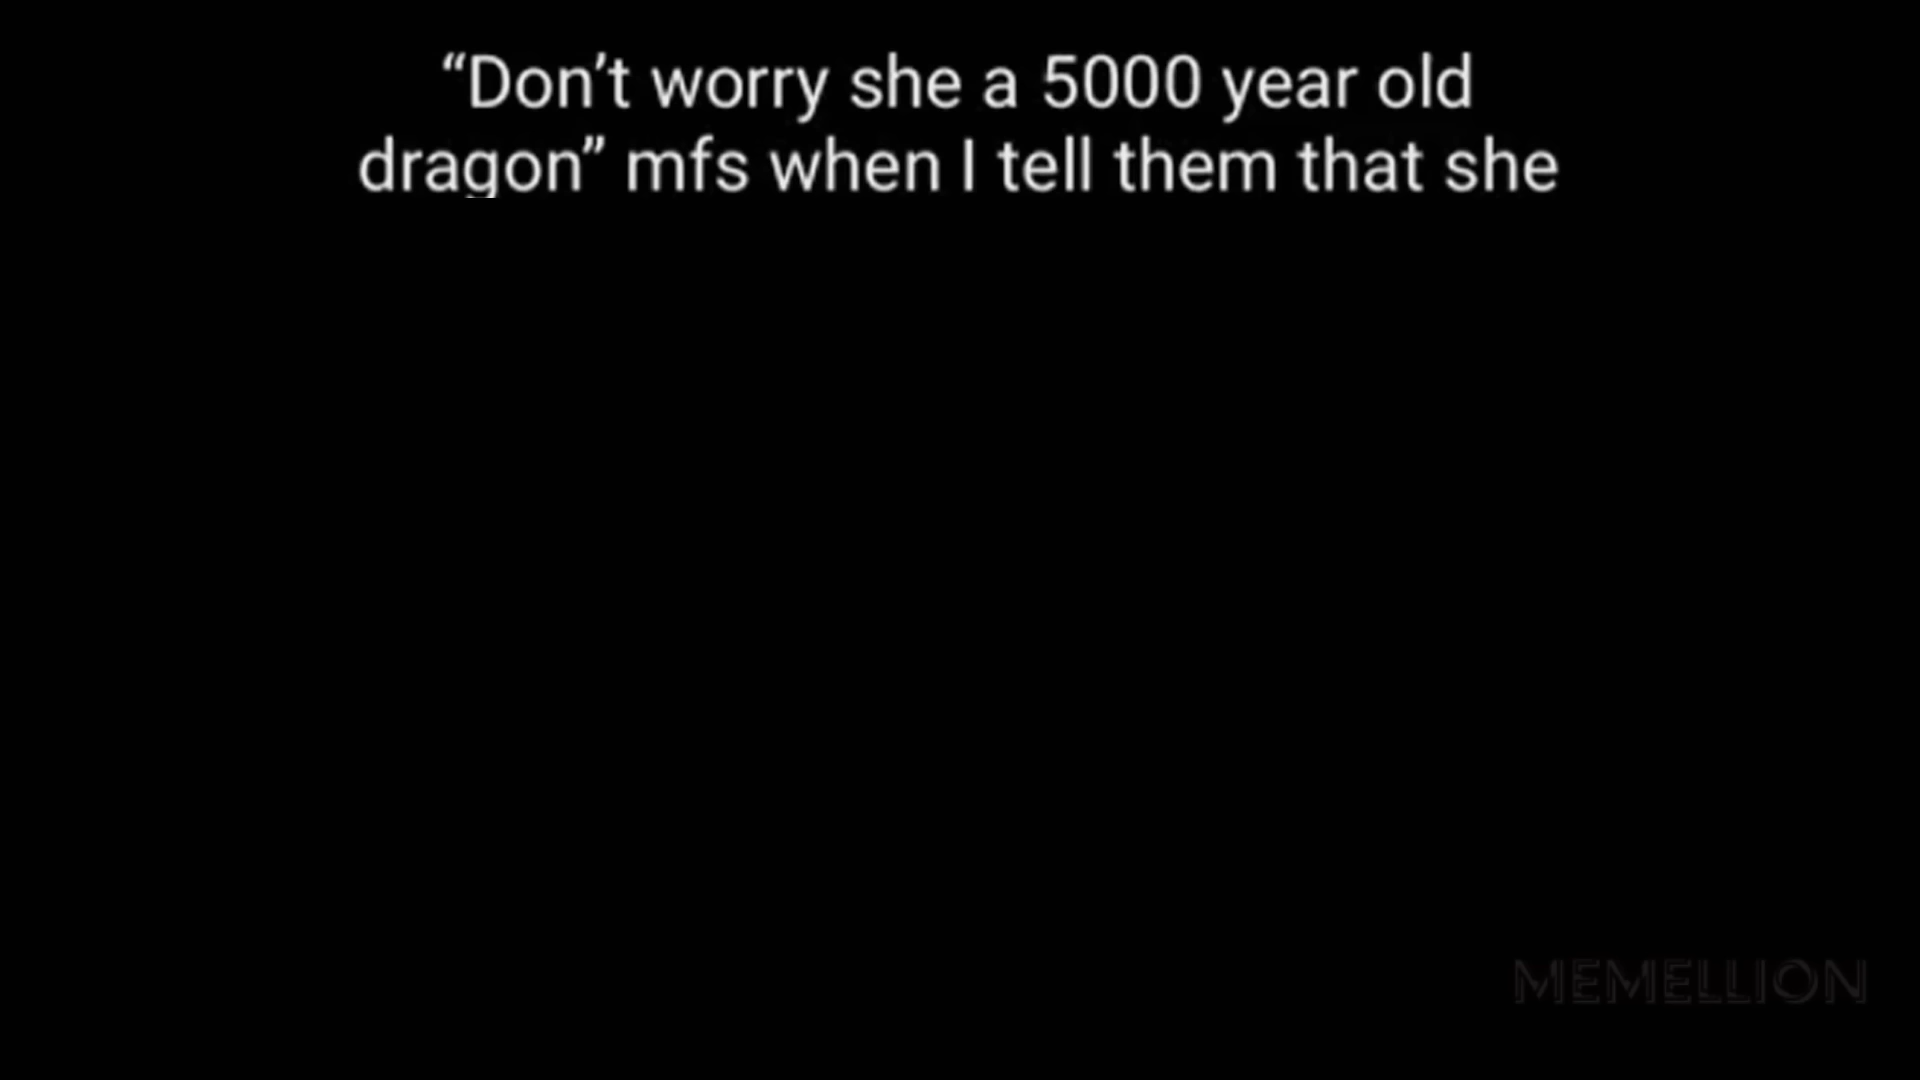 “Don’t worry she a 5000 year old
dragon” mfs when I tell them that she
MEMELLION